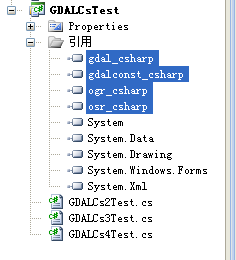 GDALCsTest
Properties
引用
gdal_csharp
gdalconst_csharp
ogr_csharp
osr_csharp
System
System.Data
System.Drawing
System.Windows.Forms
System.Xml
GDALCs2Test.cs
GDALCs3Test.cs
GDALCs4Test.cs